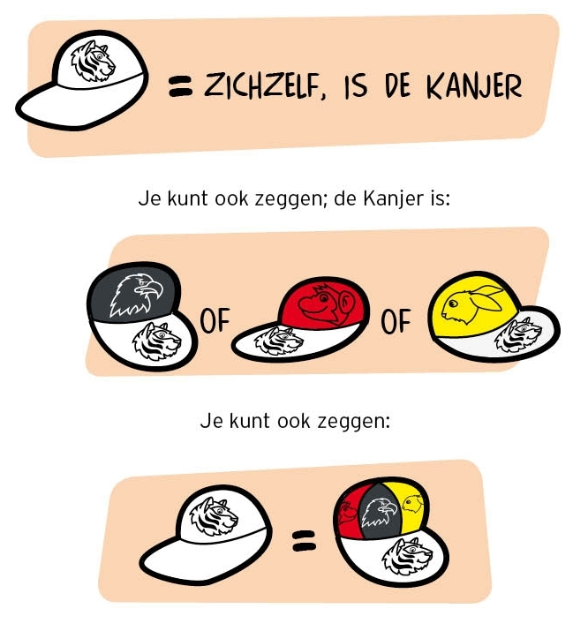 = ZICHZELF, IS DE KANJER
Je kunt ook zeggen; de Kanjer is:
OF OF
Je kunt ook zeggen:
=